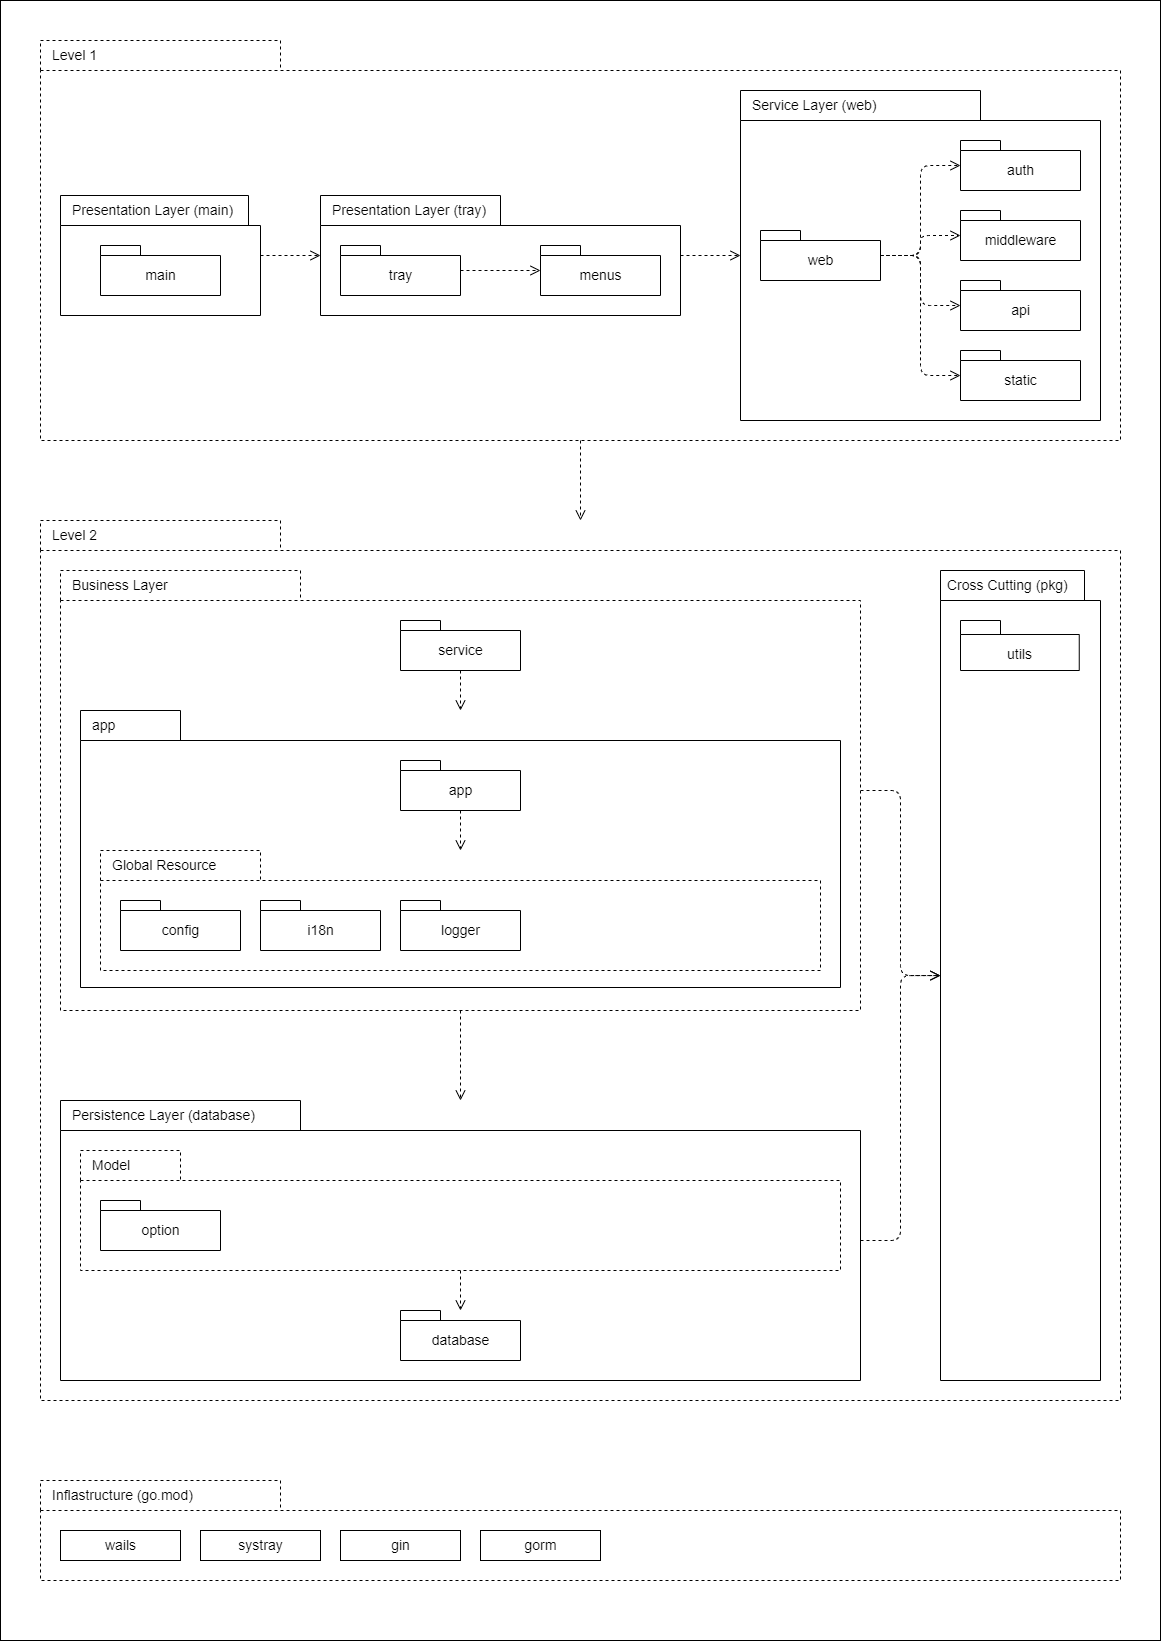 Level 1
Service Layer (web)
auth
Presentation Layer (main)
Presentation Layer (tray)
middleware
web
main
tray
menus
api
static
Level 2
Business Layer
Cross Cutting (pkg)
service
utils
app
app
Global Resource
config
i18n
logger
Persistence Layer (database)
Model
option
database
Inflastructure (go.mod)
wails
systray
gin
gorm